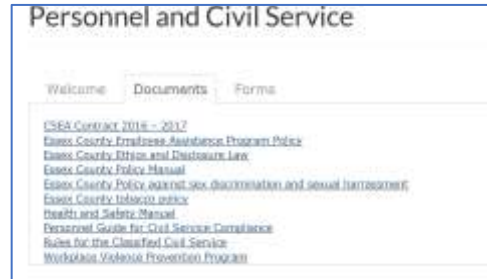 Personnel and Civil Service
Welcome Documents Forms
CSEA Contract 2016 – 2017
Essex County Employee Assistance Program Policy
Essex County Ethics and Disclosure Law
Essex County Policy Manual
Essex County Policy against sex discrimination and sexual harrassment
Essex County tobacco policy
Health and Safety Manual
Personnel Guide for Civil Service Compliance
Rules for the Classified Civil Service
Workplace Violence Prevention Program